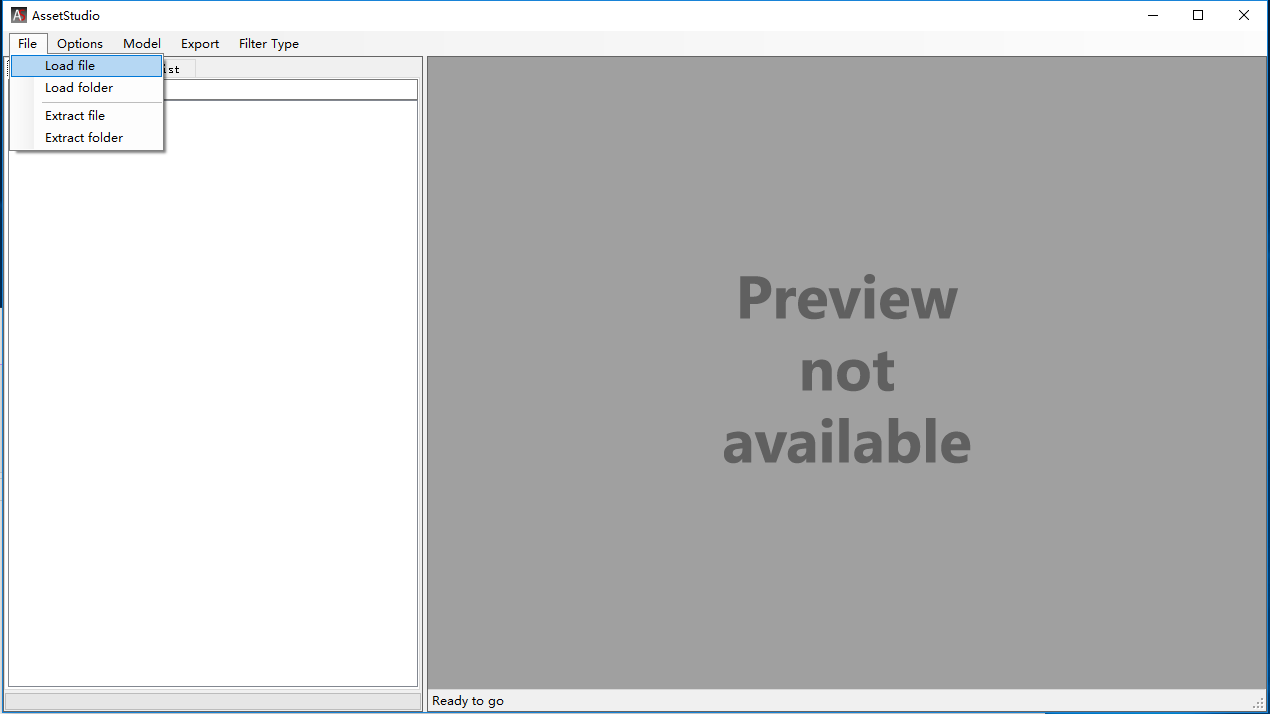 AssetStudio
File Options Model Export Filter Type
Load file
Load folder
Extract file
Extract folder
Preview
not
available
Ready to go